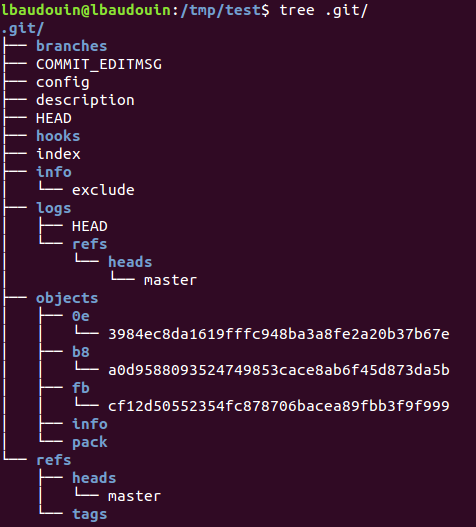 lbaudouin@lbaudouin:/tmp/test$ tree .git/
.git/
├── branches
├── COMMIT_EDITMSG
├── config
├── description
├── HEAD
├── hooks
├── index
├── info
│   └── exclude
├── logs
│   ├── HEAD
│   └── refs
│       └── heads
│           └── master
├── objects
│   ├── 0e
│   │   └── 3984ec8da1619fffc948ba3a8fe2a20b37b67e
│   ├── b8
│   │   └── a0d9588093524749853cace8ab6f45d873da5b
│   ├── fb
│   │   └── cf12d50552354fc878706bacea89fbb3f9f999
│   ├── info
│   └── pack
└── refs
    ├── heads
    │   └── master
    └── tags